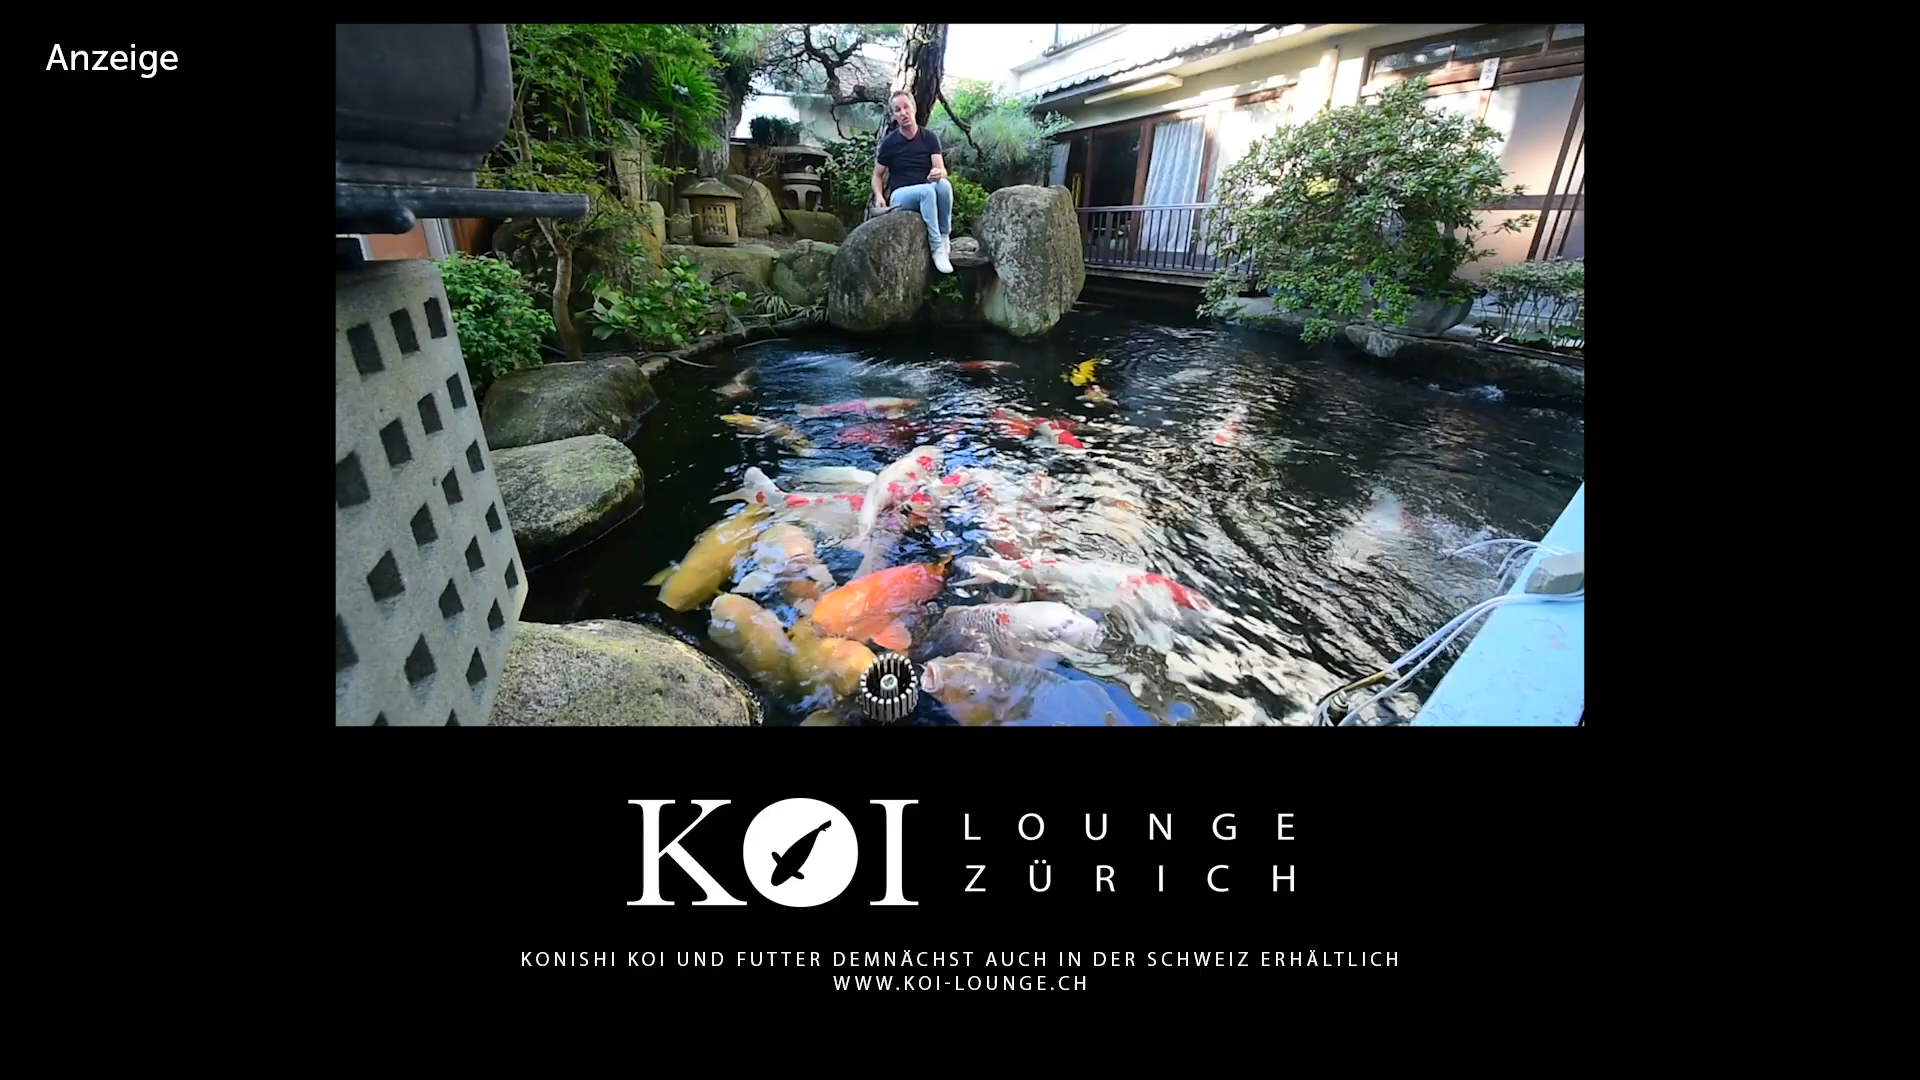 Anzeige
KOI LOUNGE
ZÜRICH
KONISHI KOI UND FUTTER DEMNÄCHST AUCH IN DER SCHWEIZ ERHÄLTLICH
WWW.KOI-LOUNGE.CH